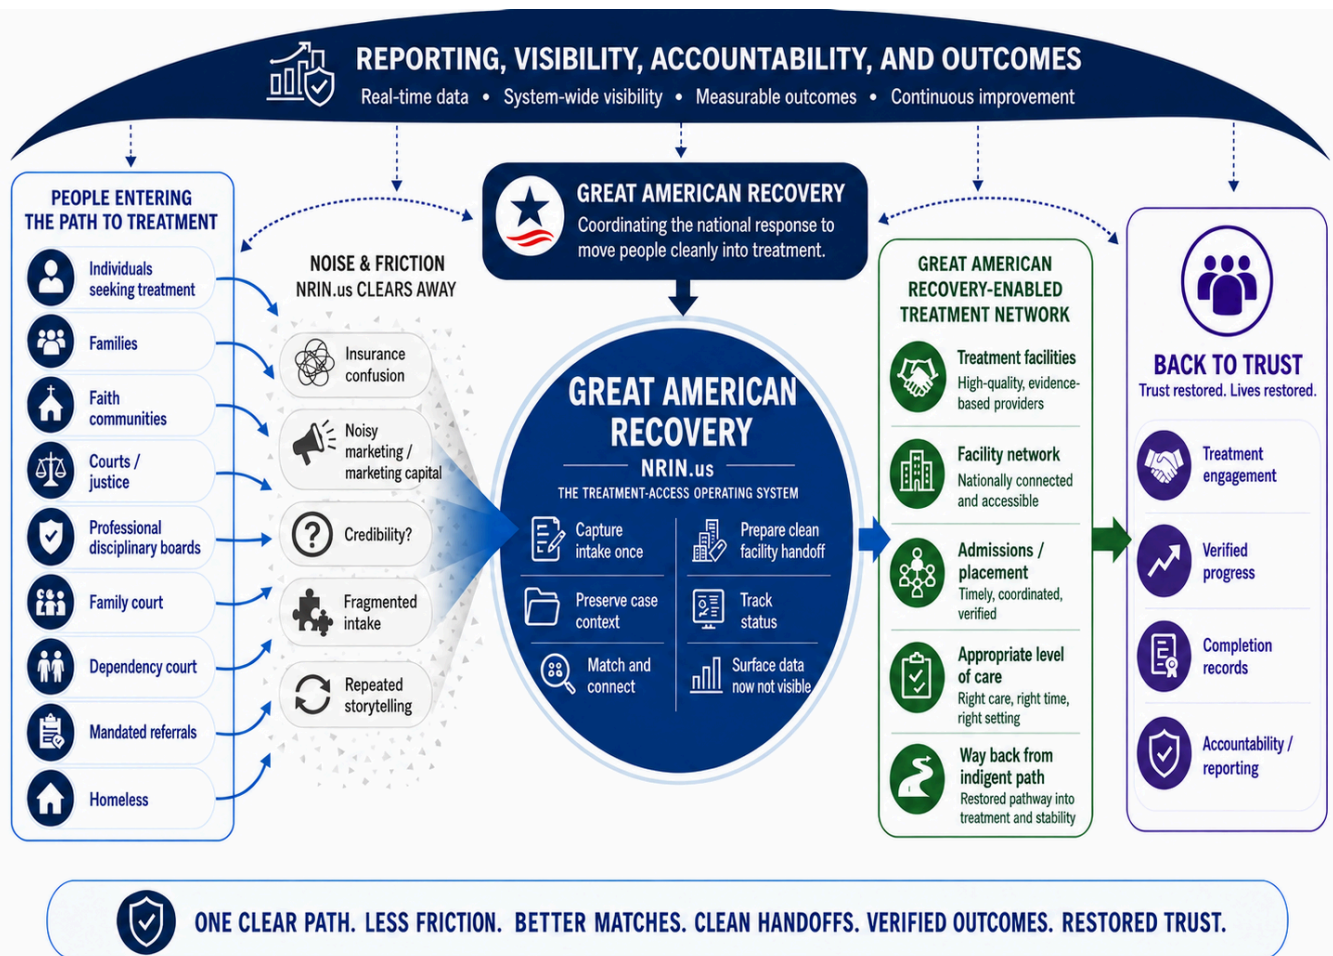 REPORTING, VISIBILITY, ACCOUNTABILITY, AND OUTCOMES
Real-time data • System-wide visibility • Measurable outcomes • Continuous improvement
PEOPLE ENTERING
THE PATH TO TREATMENT
Individuals
seeking treatment
Families
Faith
communities
Courts /
justice
Professional
disciplinary boards
Family court
Dependency court
Mandated referrals
Homeless
NOISE & FRICTION
NRIN.us CLEARS AWAY
Insurance
confusion
Noisy
marketing /
marketing capital
Credibility?
Fragmented
intake
Repeated
storytelling
GREAT AMERICAN RECOVERY
Coordinating the national response to
move people cleanly into treatment.
GREAT AMERICAN
RECOVERY
NRIN.us
THE TREATMENT-ACCESS OPERATING SYSTEM
Capture
intake once
Preserve case
context
Match and
connect
Prepare clean
facility handoff
Track
status
Surface data
now not visible
GREAT AMERICAN
RECOVERY-ENABLED
TREATMENT NETWORK
Treatment facilities
High-quality, evidence-
based providers
Facility network
Nationally connected
and accessible
Admissions /
placement
Timely, coordinated,
verified
Appropriate level
of care
Right care, right time,
right setting
Way back from
indigent path
Restored pathway into
treatment and stability
BACK TO TRUST
Trust restored. Lives restored.
Treatment
engagement
Verified
progress
Completion
records
Accountability /
reporting
ONE CLEAR PATH. LESS FRICTION. BETTER MATCHES. CLEAN HANDOFFS. VERIFIED OUTCOMES. RESTORED TRUST.